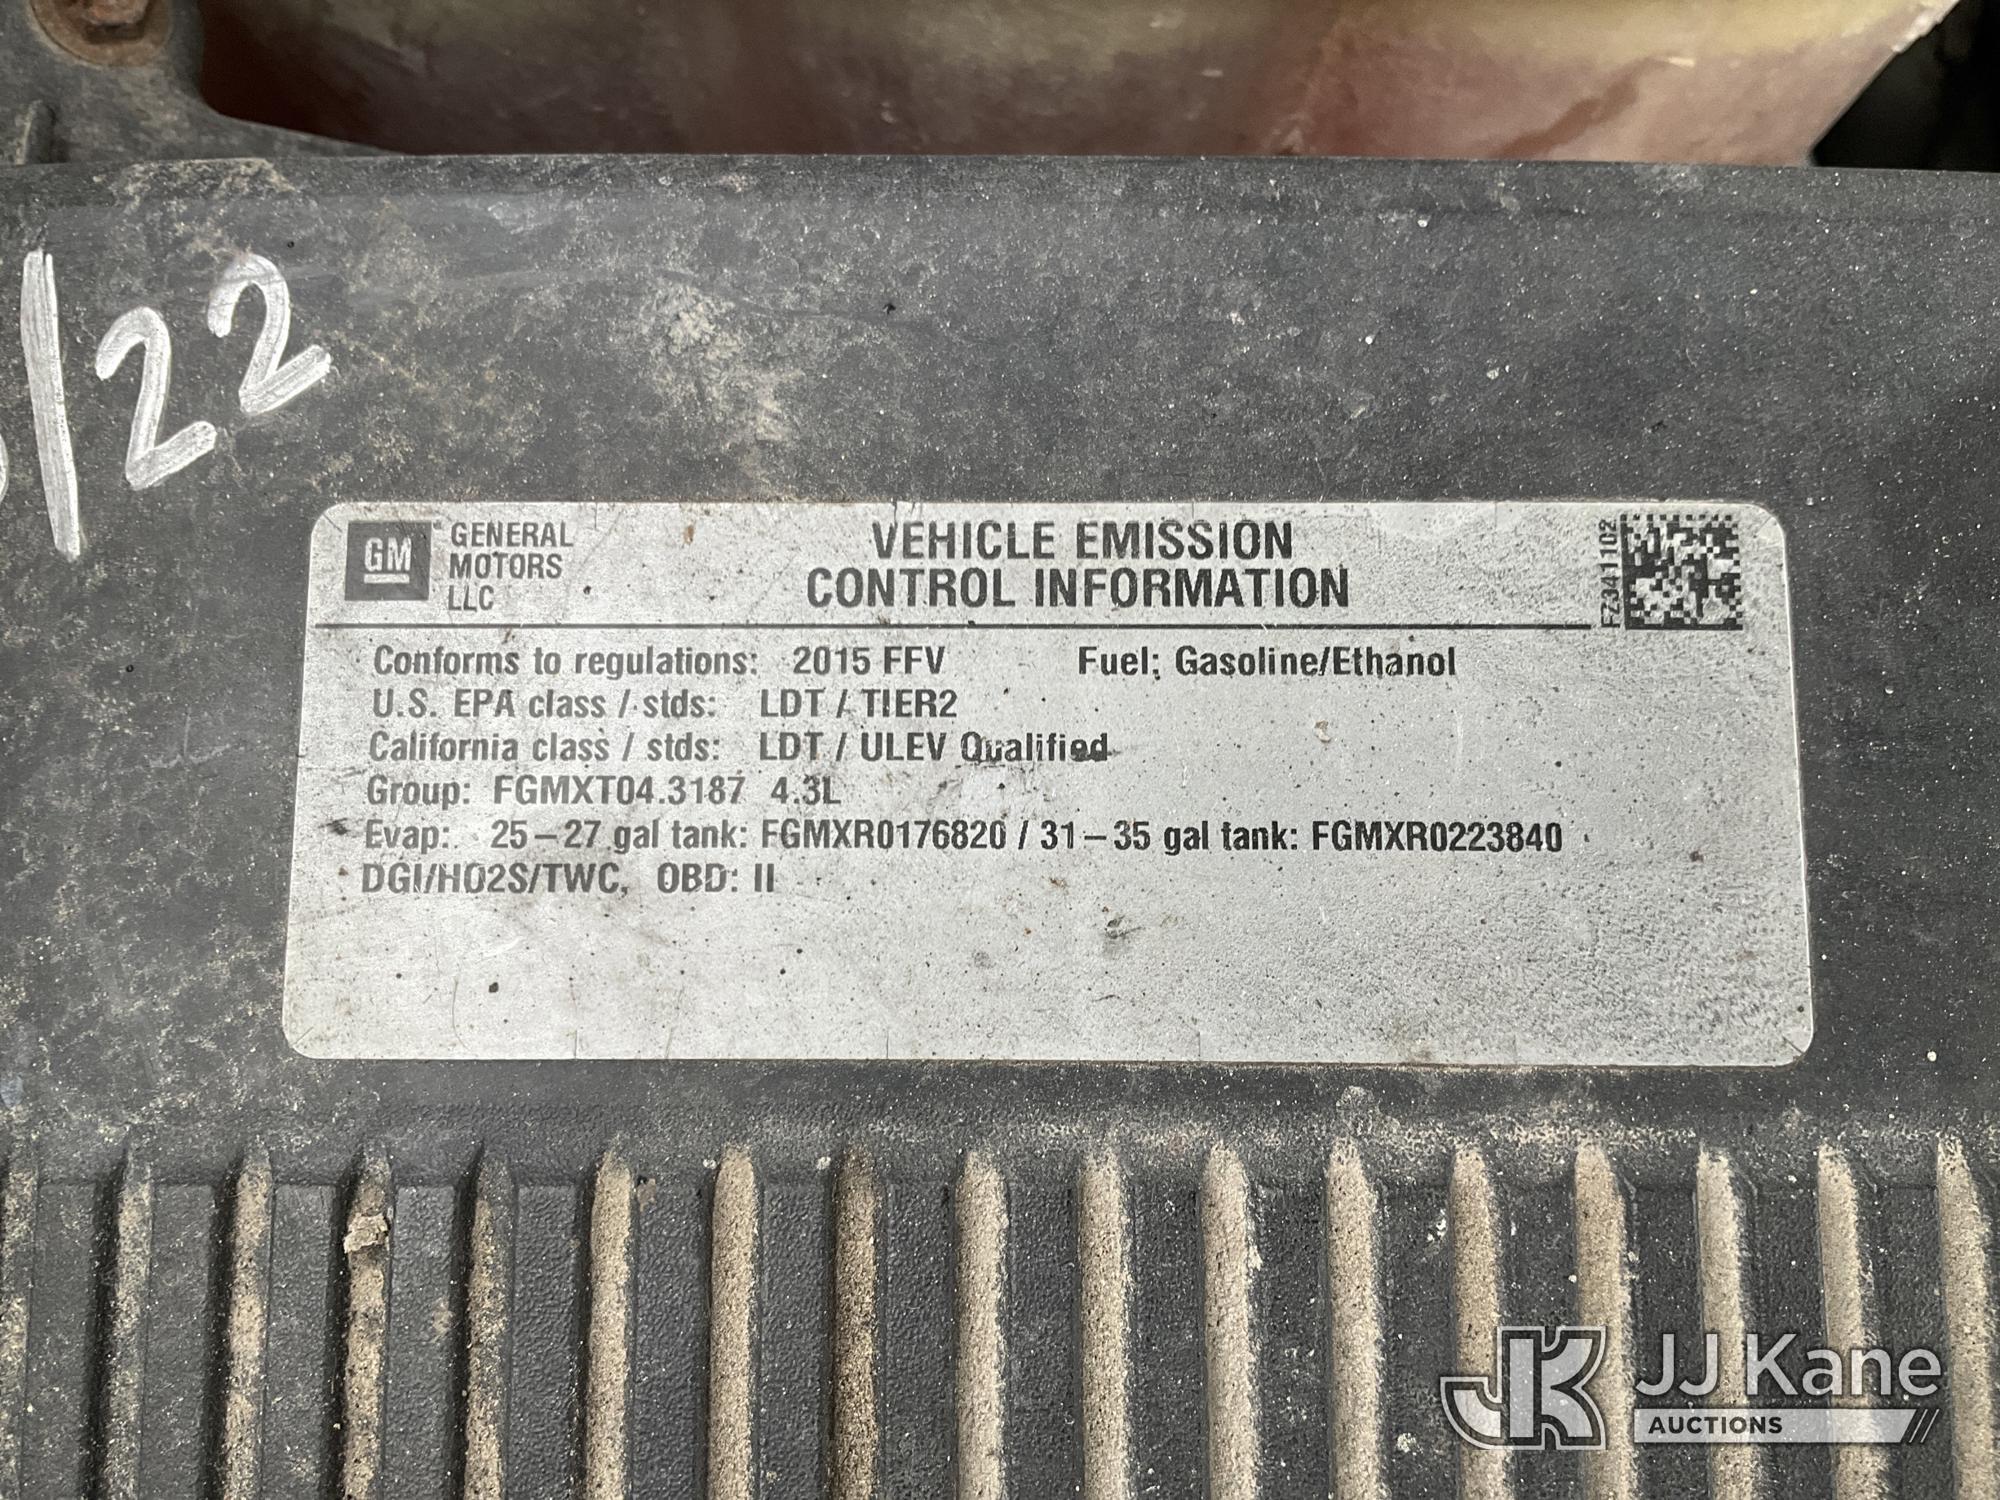 /22
GM
GENERAL
MOTORS
LLC
VEHICLE EMISSION
CONTROL INFORMATION
FZ341102
Conforms to regulations: 2015 FFV Fuel: Gasoline/Ethanol
U.S. EPA class / stds: LDT / TIER2
California class / stds: LDT / ULEV Qualified
Group: FGMXT04.3187 4.3L
Evap: 25-27 gal tank: FGMXR0176820 / 31-35 gal tank: FGMXR0223840
DGI/HO2S/TWC, OBD: II
JK
JJ Kane
AUCTIONS